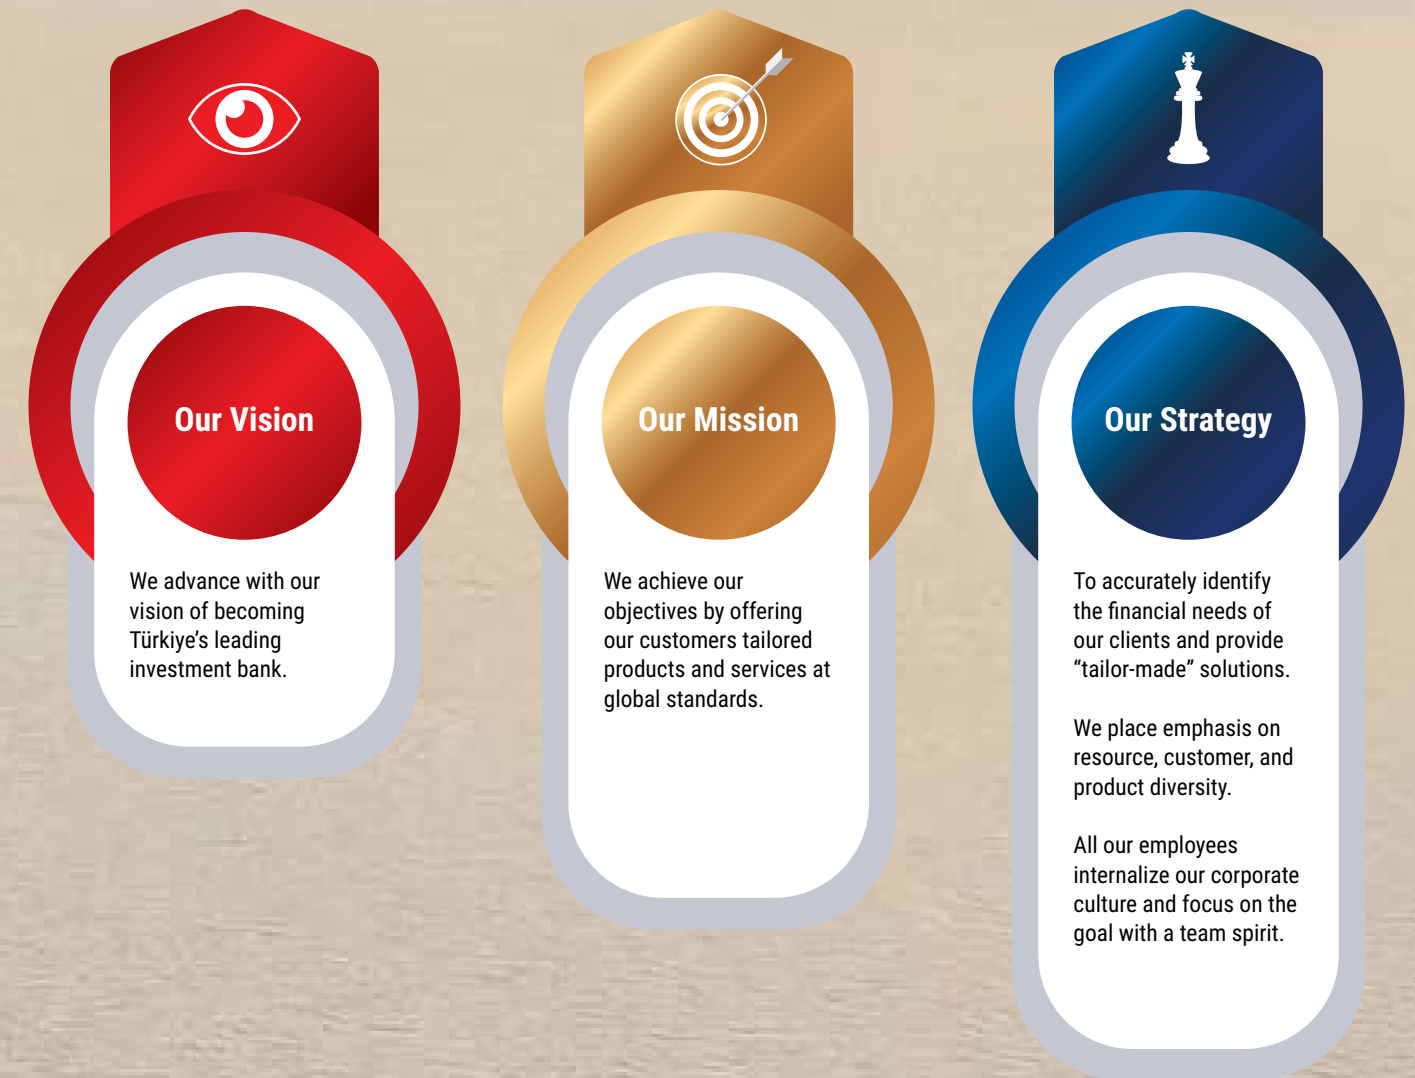 Our Vision
We advance with our
vision of becoming
Türkiye’s leading
investment bank.
Our Mission
We achieve our
objectives by offering
our customers tailored
products and services at
global standards.
Our Strategy
To accurately identify
the financial needs of
our clients and provide
“tailor-made” solutions.
We place emphasis on
resource, customer, and
product diversity.
All our employees
internalize our corporate
culture and focus on the
goal with a team spirit.